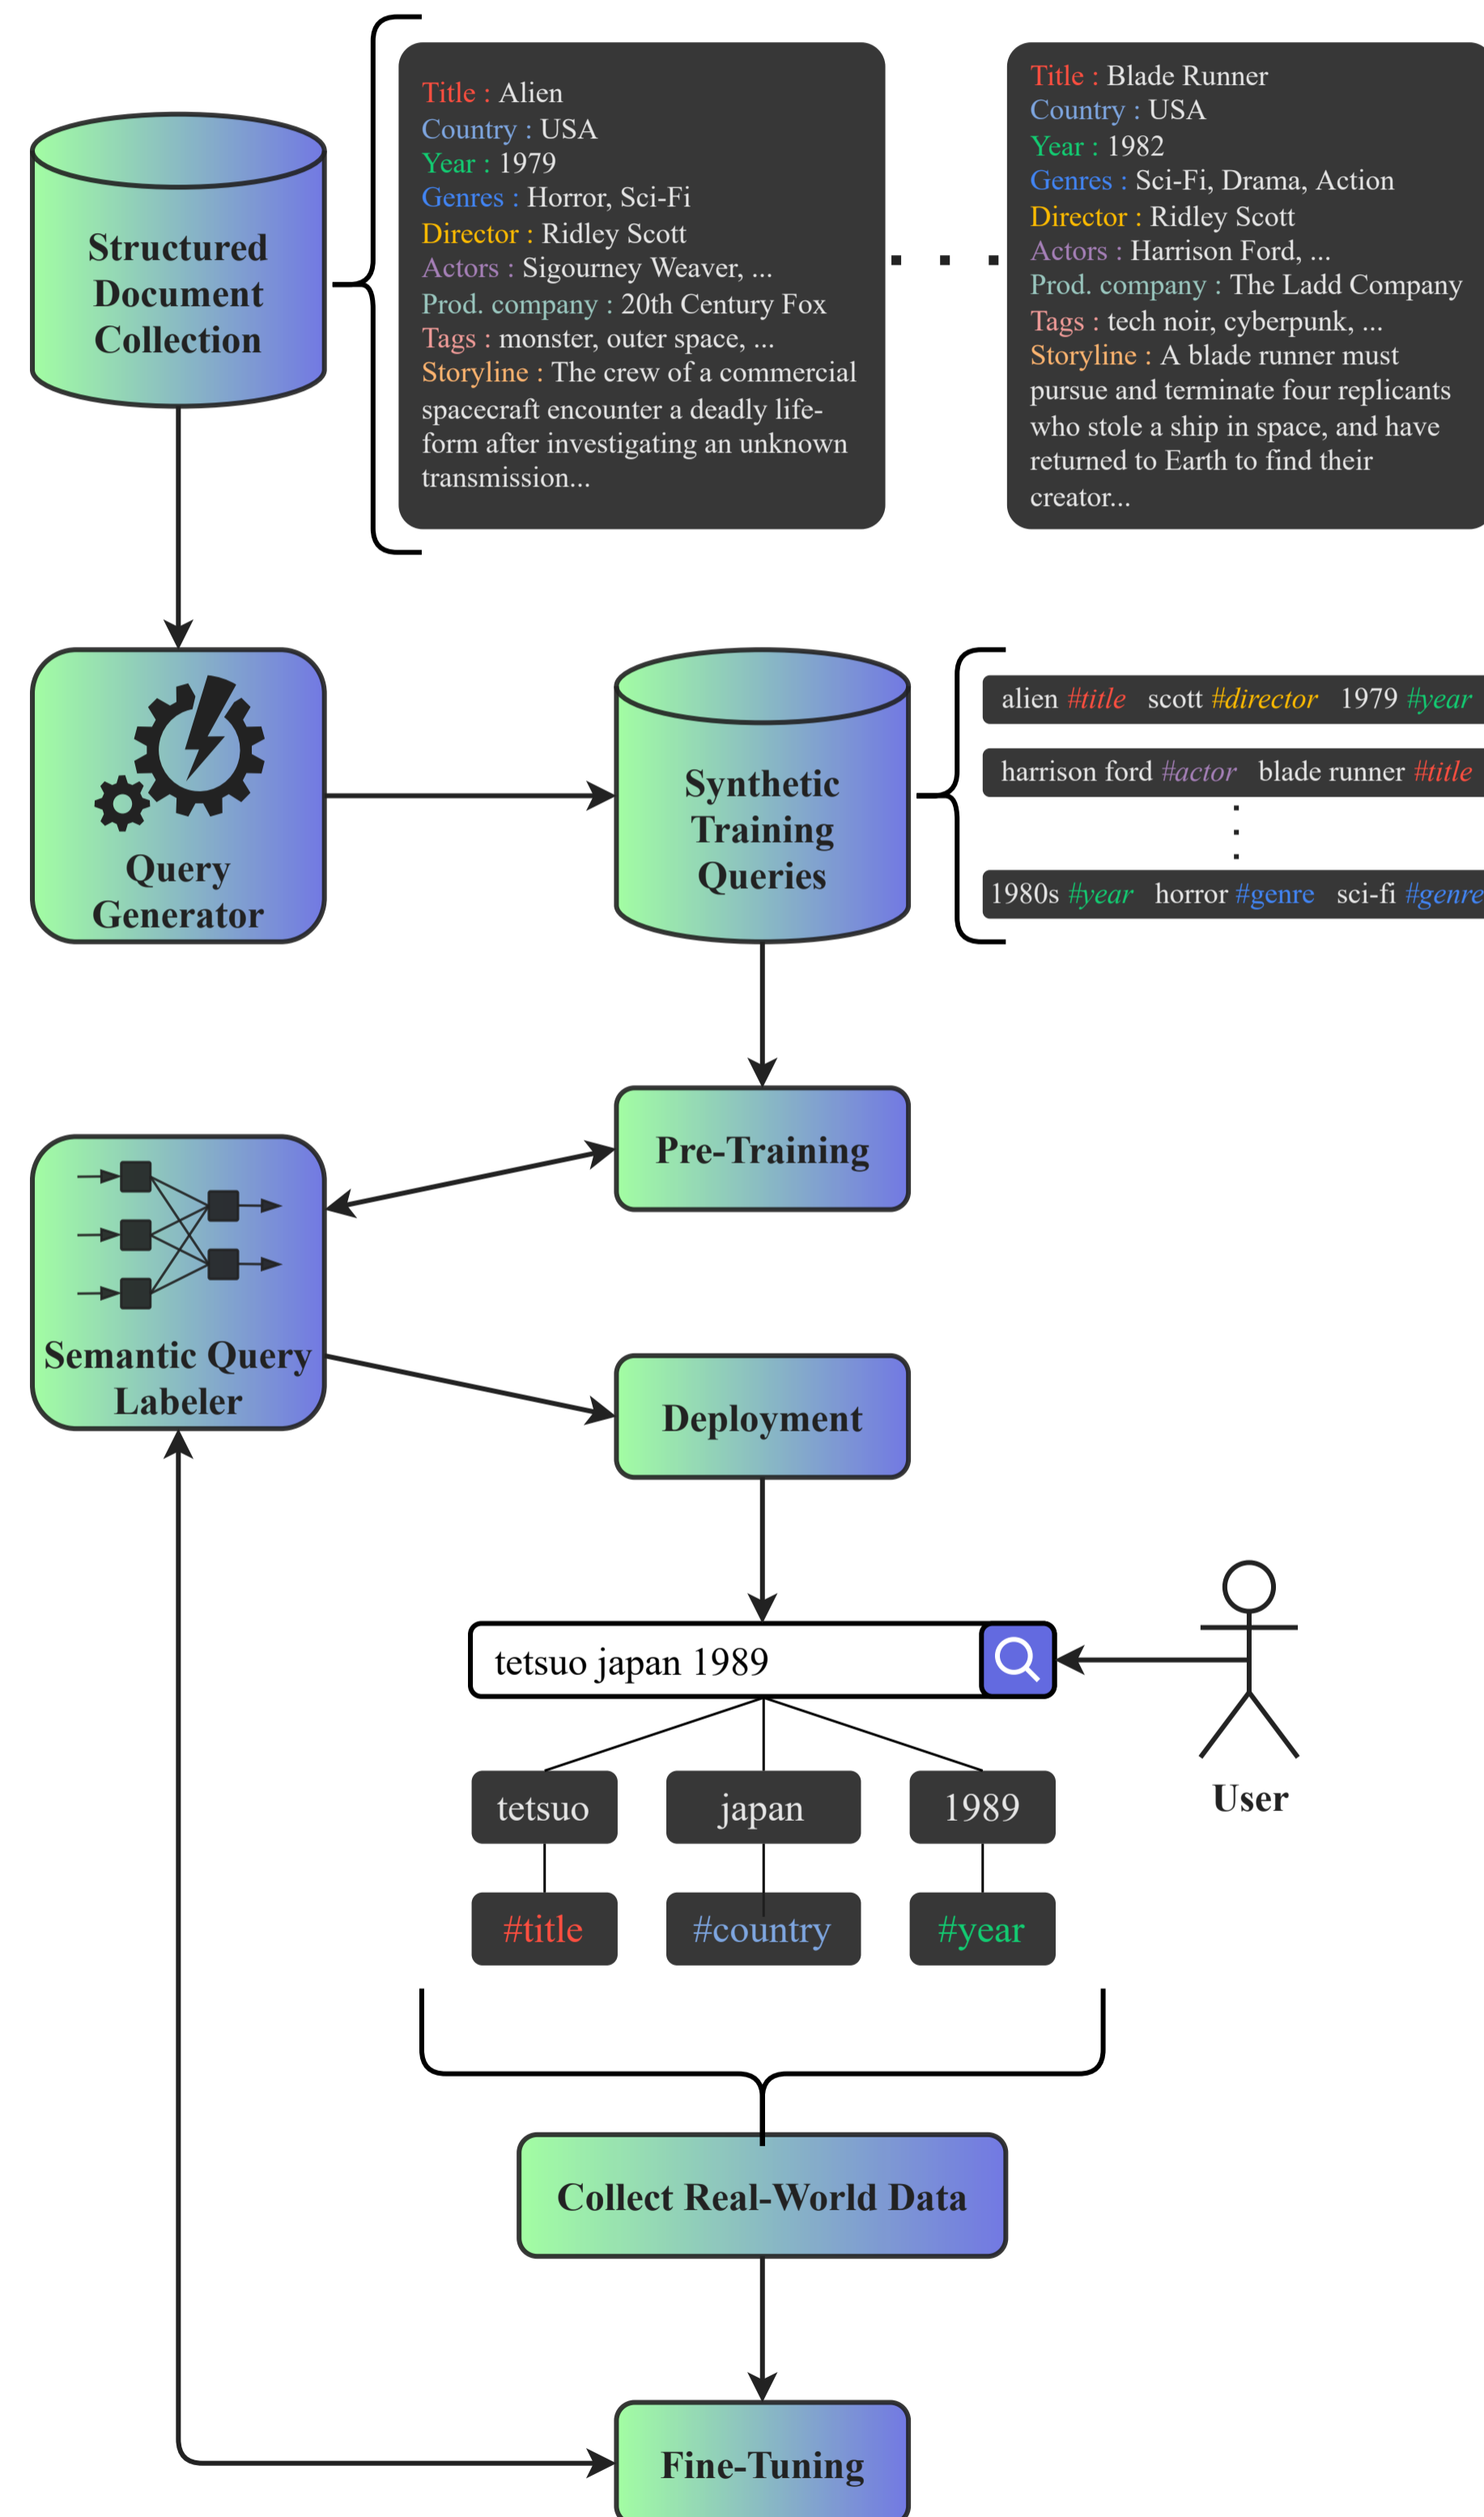 Structured
Document
Collection
Title : Alien
Country : USA
Year : 1979
Genres : Horror, Sci-Fi
Director : Ridley Scott
Actors : Sigourney Weaver, ...
Prod. company : 20th Century Fox
Tags : monster, outer space, ...
Storyline : The crew of a commercial
spacecraft encounter a deadly life-
form after investigating an unknown
transmission...
Title : Blade Runner
Country : USA
Year : 1982
Genres : Sci-Fi, Drama, Action
Director : Ridley Scott
Actors : Harrison Ford, ...
Prod. company : The Ladd Company
Tags : tech noir, cyberpunk, ...
Storyline : A blade runner must
pursue and terminate four replicants
who stole a ship in space, and have
returned to Earth to find their
creator...
Query
Generator
Synthetic
Training
Queries
alien #title scott #director 1979 #year
harrison ford #actor blade runner #title
1980s #year horror #genre sci-fi #genre
Pre-Training
Semantic Query
Labeler
Deployment
tetsuo japan 1989
User
tetsuo japan 1989
#title #country #year
Collect Real-World Data
Fine-Tuning